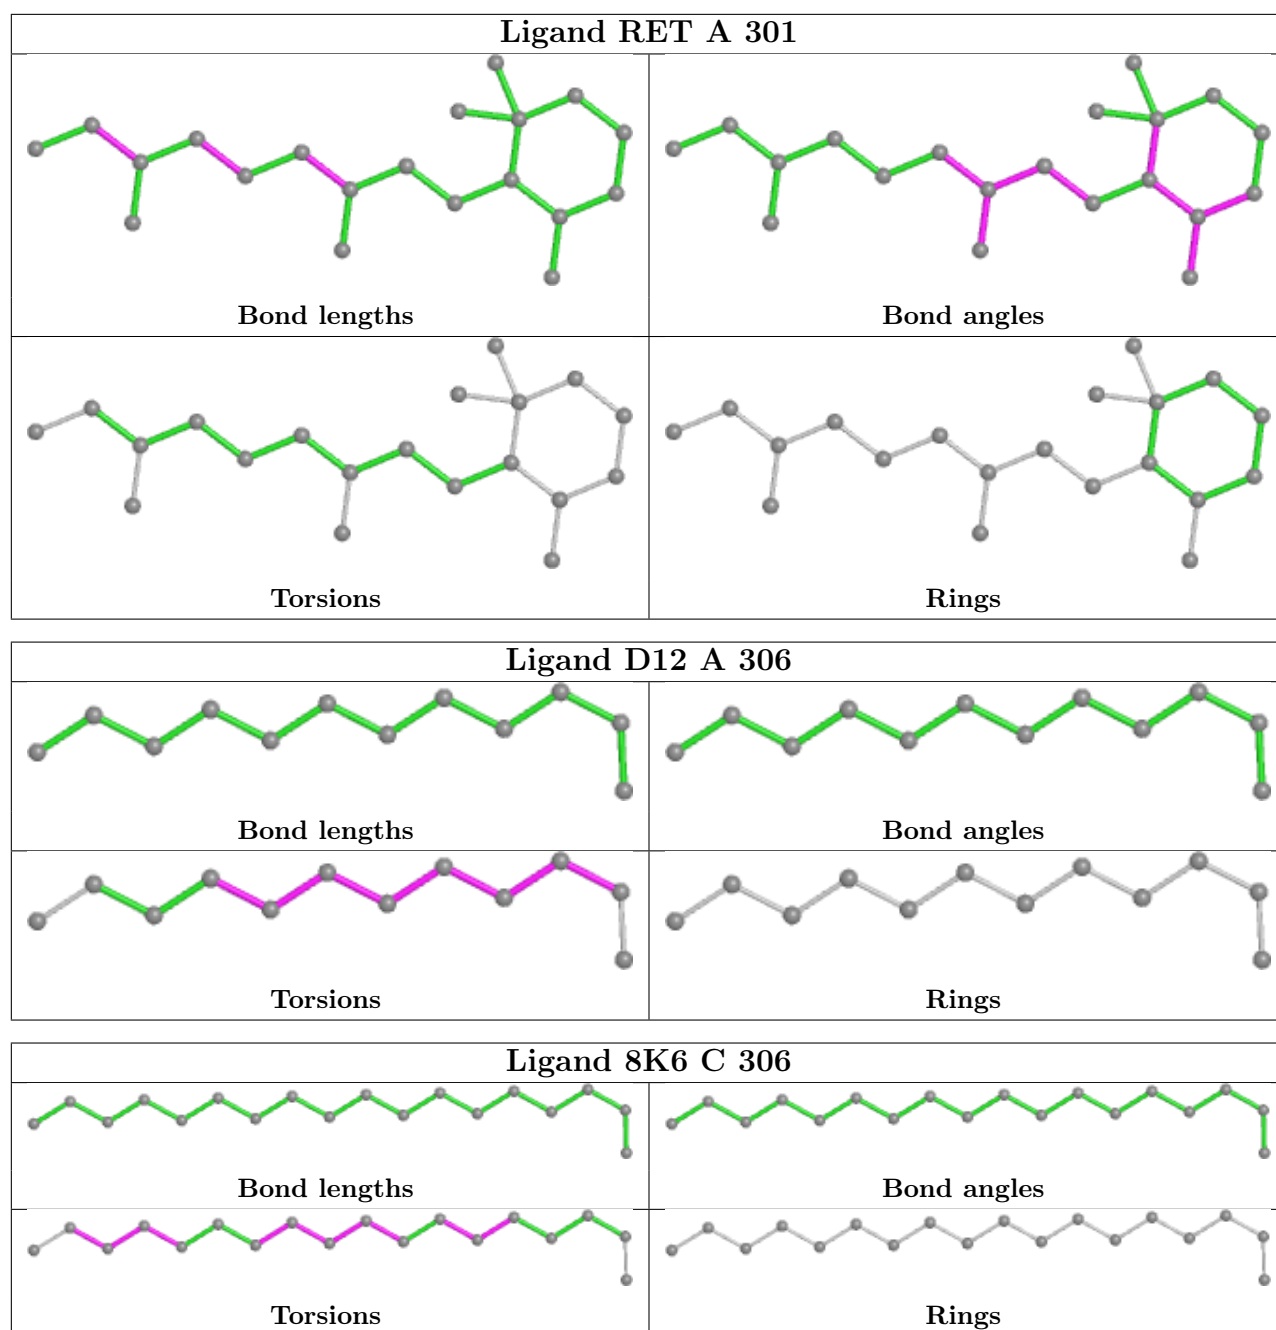 Ligand RET A 301
Bond lengths
Bond angles
Torsions
Rings
Ligand D12 A 306
Bond lengths
Bond angles
Torsions
Rings
Ligand 8K6 C 306
Bond lengths
Bond angles
Torsions
Rings